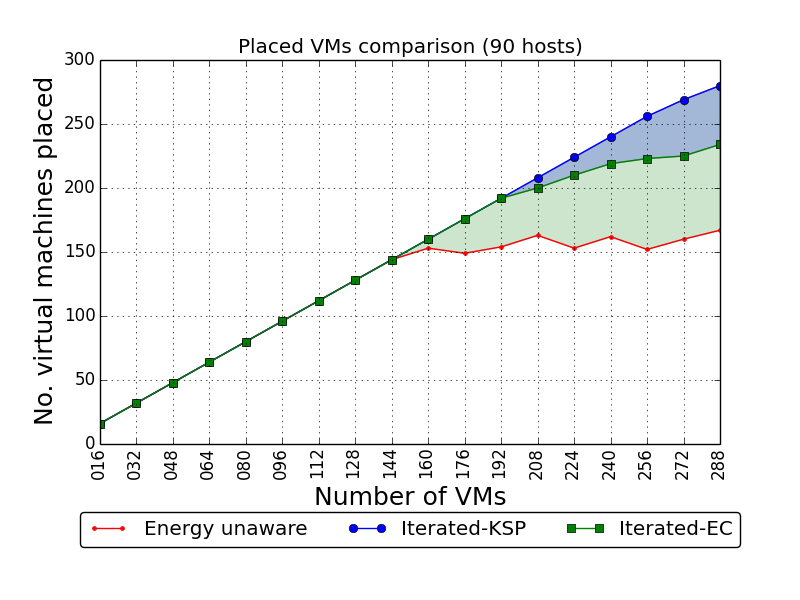 Placed VMs comparison (90 hosts)
No. virtual machines placed
300
250
200
150
100
50
0
016 032 048 064 080 096 112 128 144 160 176 192 208 224 240 256 272 288
Number of VMs
Energy unaware Iterated-KSP Iterated-EC